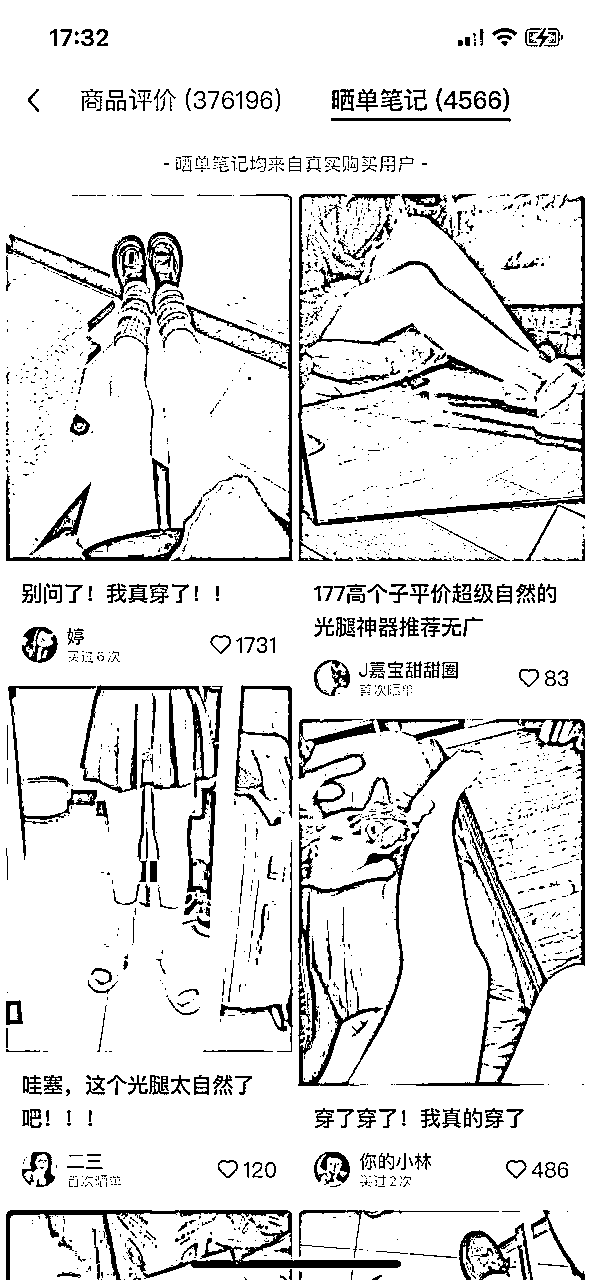 17:32
商品评价 (376196)
晒单笔记 (4566)
- 晒单笔记均来自真实购买用户 -
别问了！我真穿了！！
婷
买过6次
1731
177高个子平价超级自然的
光腿神器推荐无广
J嘉宝甜甜圈
首次晒单
83
哇塞，这个光腿太自然了
吧！！！
二三
首次晒单
120
穿了穿了！我真的穿了
你的小林
买过2次
486